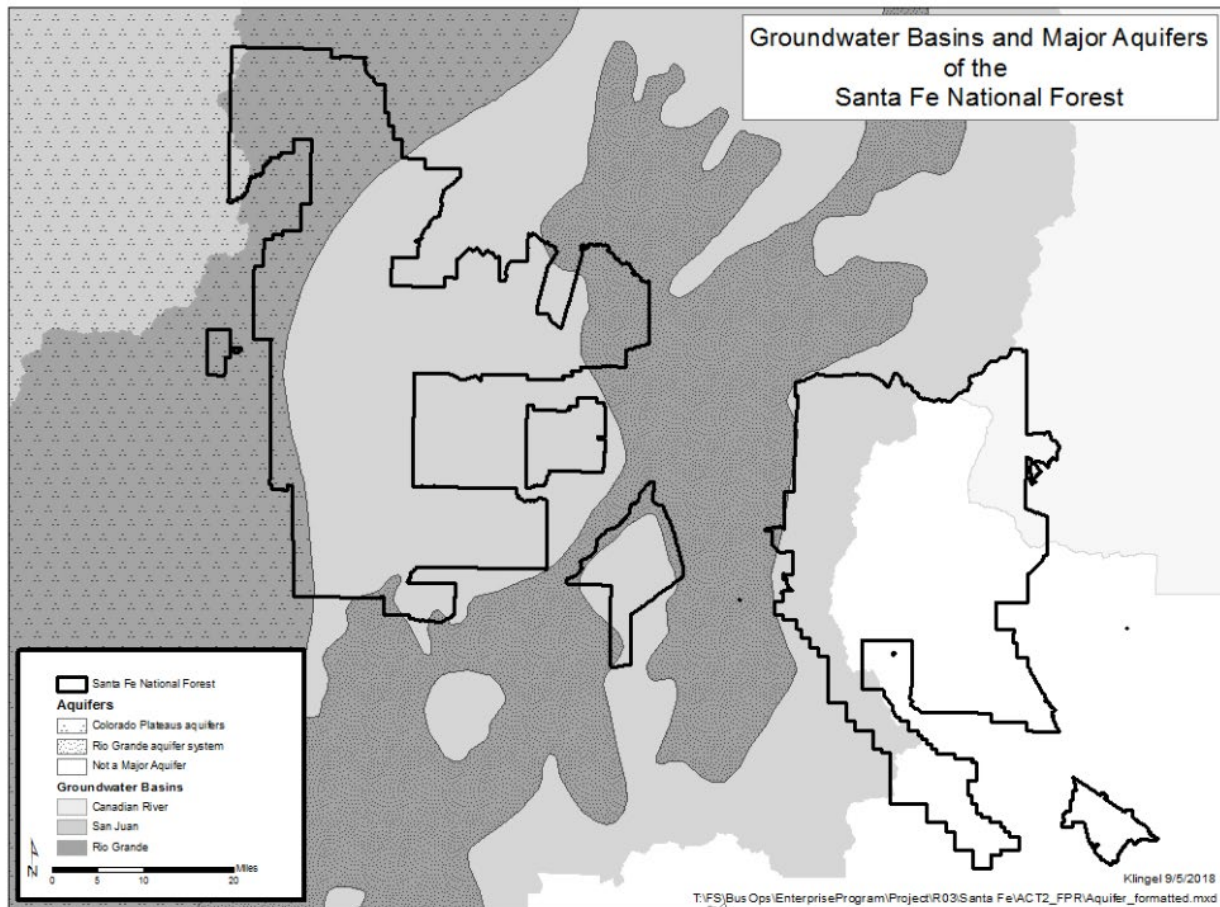 Groundwater Basins and Major Aquifers
of the
Santa Fe National Forest
Santa Fe National Forest
Aquifers
Colorado Plateaus aquifers
Rio Grande aquifer system
Not a Major Aquifer
Groundwater Basins
Canadian River
San Juan
Rio Grande
N
Miles
0 5 10 20
Klingel 9/5/2018
T:\FS\BusOps\EnterpriseProgram\Project\R03\Santa Fe\ACT2_FPR\Aquifer_formatted.mxd